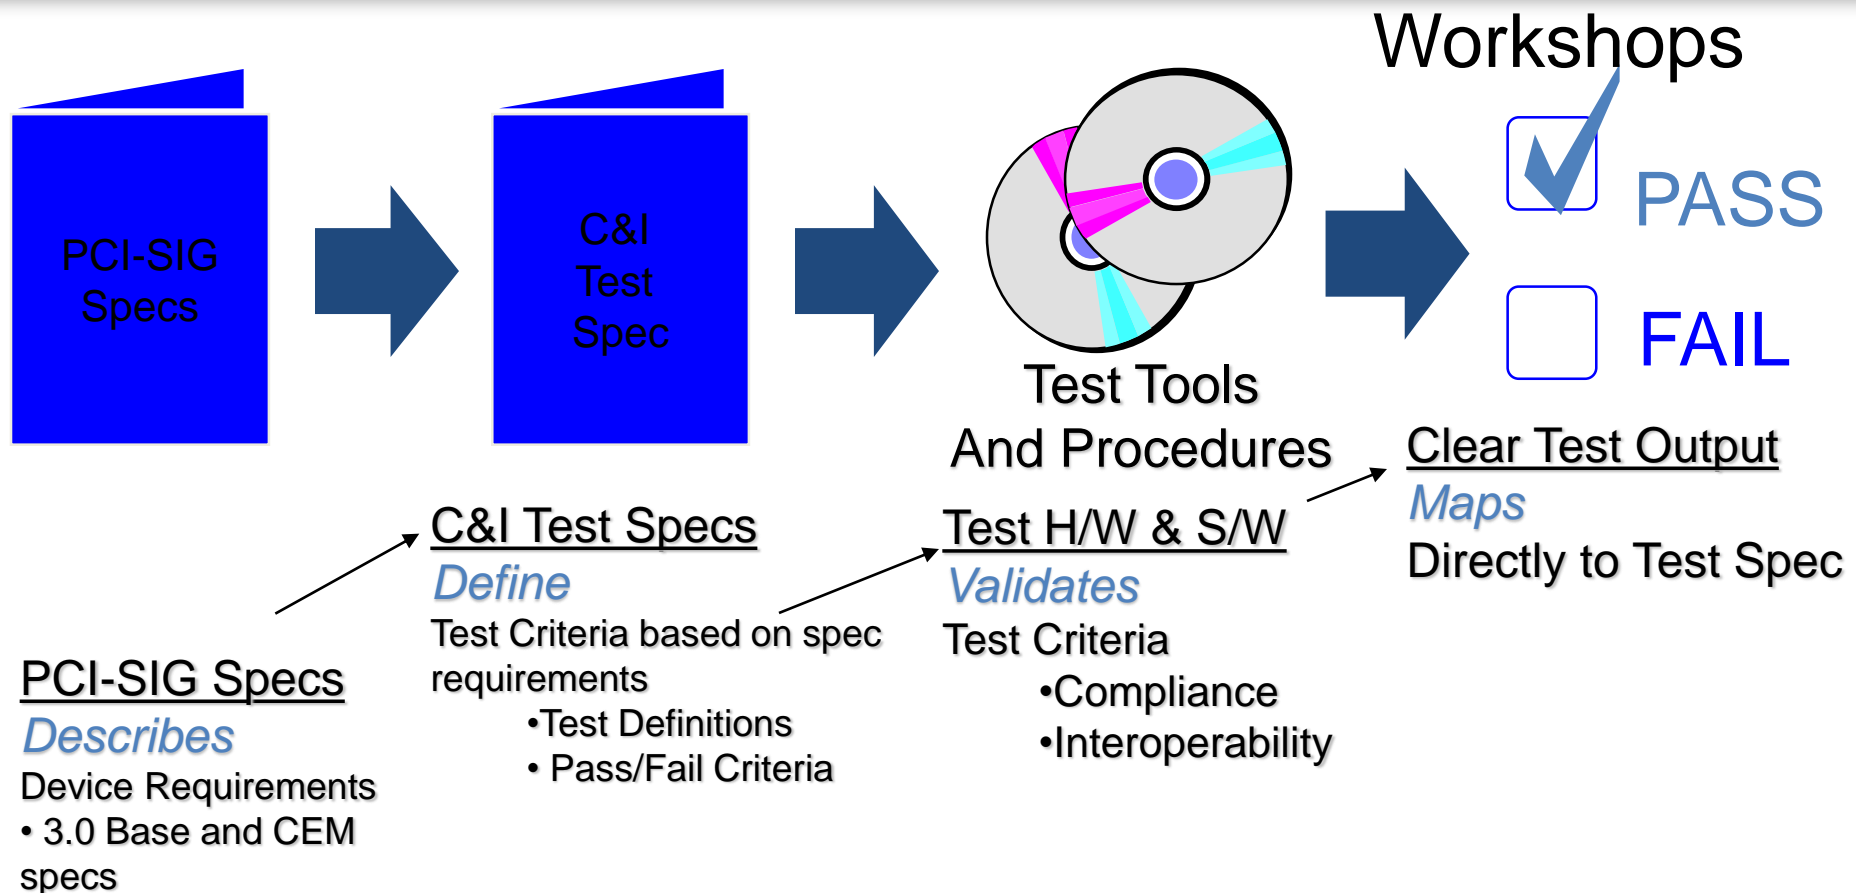 Workshops
PCI-SIG
Specs
C&I
Test
Spec
Test Tools
And Procedures
PASS
FAIL
PCI-SIG Specs
Describes
Device Requirements
• 3.0 Base and CEM
specs
C&I Test Specs
Define
Test Criteria based on spec
requirements
•Test Definitions
• Pass/Fail Criteria
Test H/W & S/W
Validates
Test Criteria
•Compliance
•Interoperability
Clear Test Output
Maps
Directly to Test Spec